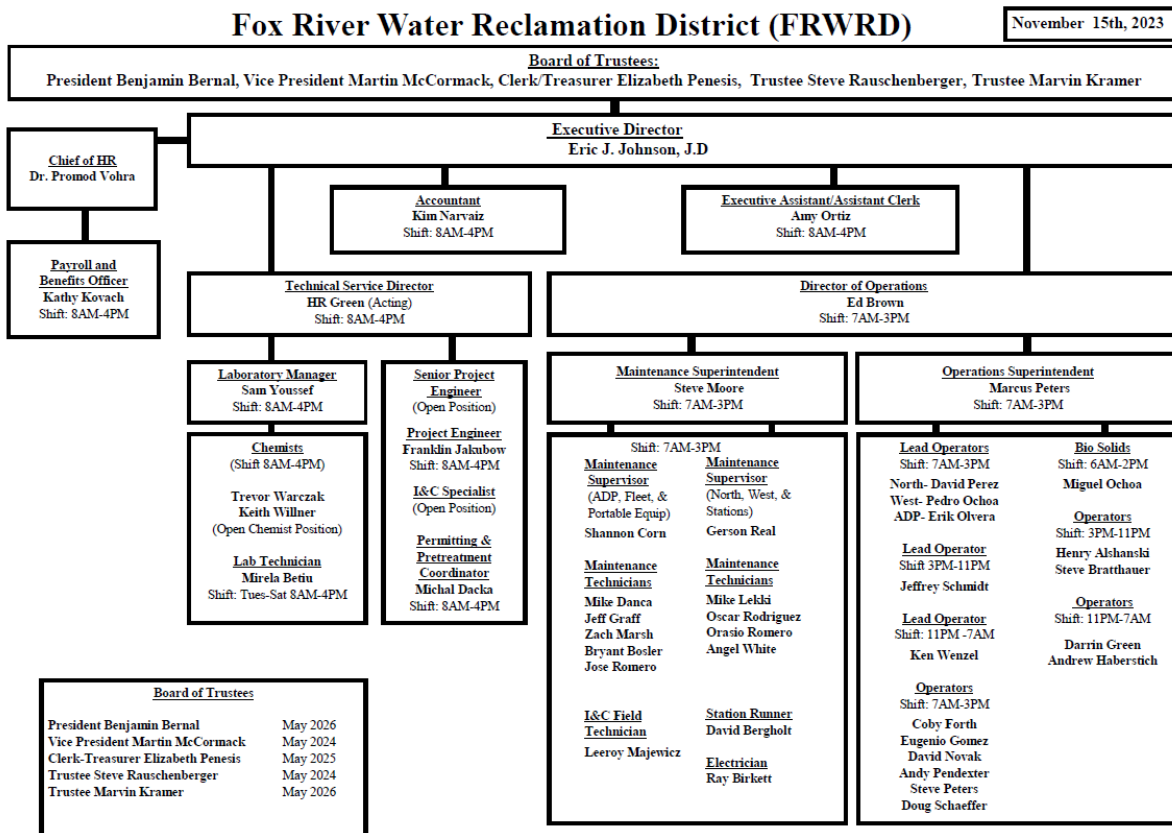 Fox River Water Reclamation District (FRWRD)
November 15th, 2023
Board of Trustees:
President Benjamin Bernal, Vice President Martin McCormack, Clerk/Treasurer Elizabeth Penesis, Trustee Steve Rauschenberger, Trustee Marvin Kramer
Executive Director
Eric J. Johnson, J.D
Chief of HR
Dr. Promod Vohra
Accountant
Kim Narvaiz
Shift: 8AM-4PM
Executive Assistant/Assistant Clerk
Amy Ortiz
Shift: 8AM-4PM
Payroll and
Benefits Officer
Kathy Kovach
Shift: 8AM-4PM
Technical Service Director
HR Green (Acting)
Shift: 8AM-4PM
Director of Operations
Ed Brown
Shift: 7AM-3PM
Laboratory Manager
Sam Youssef
Shift: 8AM-4PM
Chemists
(Shift 8AM-4PM)
Trevor Warczak
Keith Willner
(Open Chemist Position)
Lab Technician
Mirela Betiu
Shift: Tues-Sat 8AM-4PM
Senior Project
Engineer
(Open Position)
Project Engineer
Franklin Jakubow
Shift: 8AM-4PM
I&C Specialist
(Open Position)
Permitting &
Pretreatment
Coordinator
Michal Dacka
Shift: 8AM-4PM
Maintenance Superintendent
Steve Moore
Shift: 7AM-3PM
Shift: 7AM-3PM
Maintenance
Supervisor
(ADP, Fleet, &
Portable Equip)
Shannon Corn
Maintenance
Technicians
Mike Danca
Jeff Graff
Zach Marsh
Bryant Bosler
Jose Romero
I&C Field
Technician
Leeroy Majewicz
Maintenance
Supervisor
(North, West, &
Stations)
Gerson Real
Maintenance
Technicians
Mike Lekki
Oscar Rodriguez
Orasio Romero
Angel White
Station Runner
David Bergholt
Electrician
Ray Birkett
Operations Superintendent
Marcus Peters
Shift: 7AM-3PM
Lead Operators
Shift: 7AM-3PM
North- David Perez
West- Pedro Ochoa
ADP- Erik Olvera
Lead Operator
Shift 3PM-11PM
Jeffrey Schmidt
Lead Operator
Shift: 11PM -7AM
Ken Wenzel
Operators
Shift: 7AM-3PM
Coby Forth
Eugenio Gomez
David Novak
Andy Pendexter
Steve Peters
Doug Schaeffer
Bio Solids
Shift: 6AM-2PM
Miguel Ochoa
Operators
Shift: 3PM-11PM
Henry Alshanski
Steve Bratthauer
Operators
Shift: 11PM-7AM
Darrin Green
Andrew Haberstich
Board of Trustees
President Benjamin Bernal May 2026
Vice President Martin McCormack May 2024
Clerk-Treasurer Elizabeth Penesis May 2025
Trustee Steve Rauschenberger May 2024
Trustee Marvin Kramer May 2026